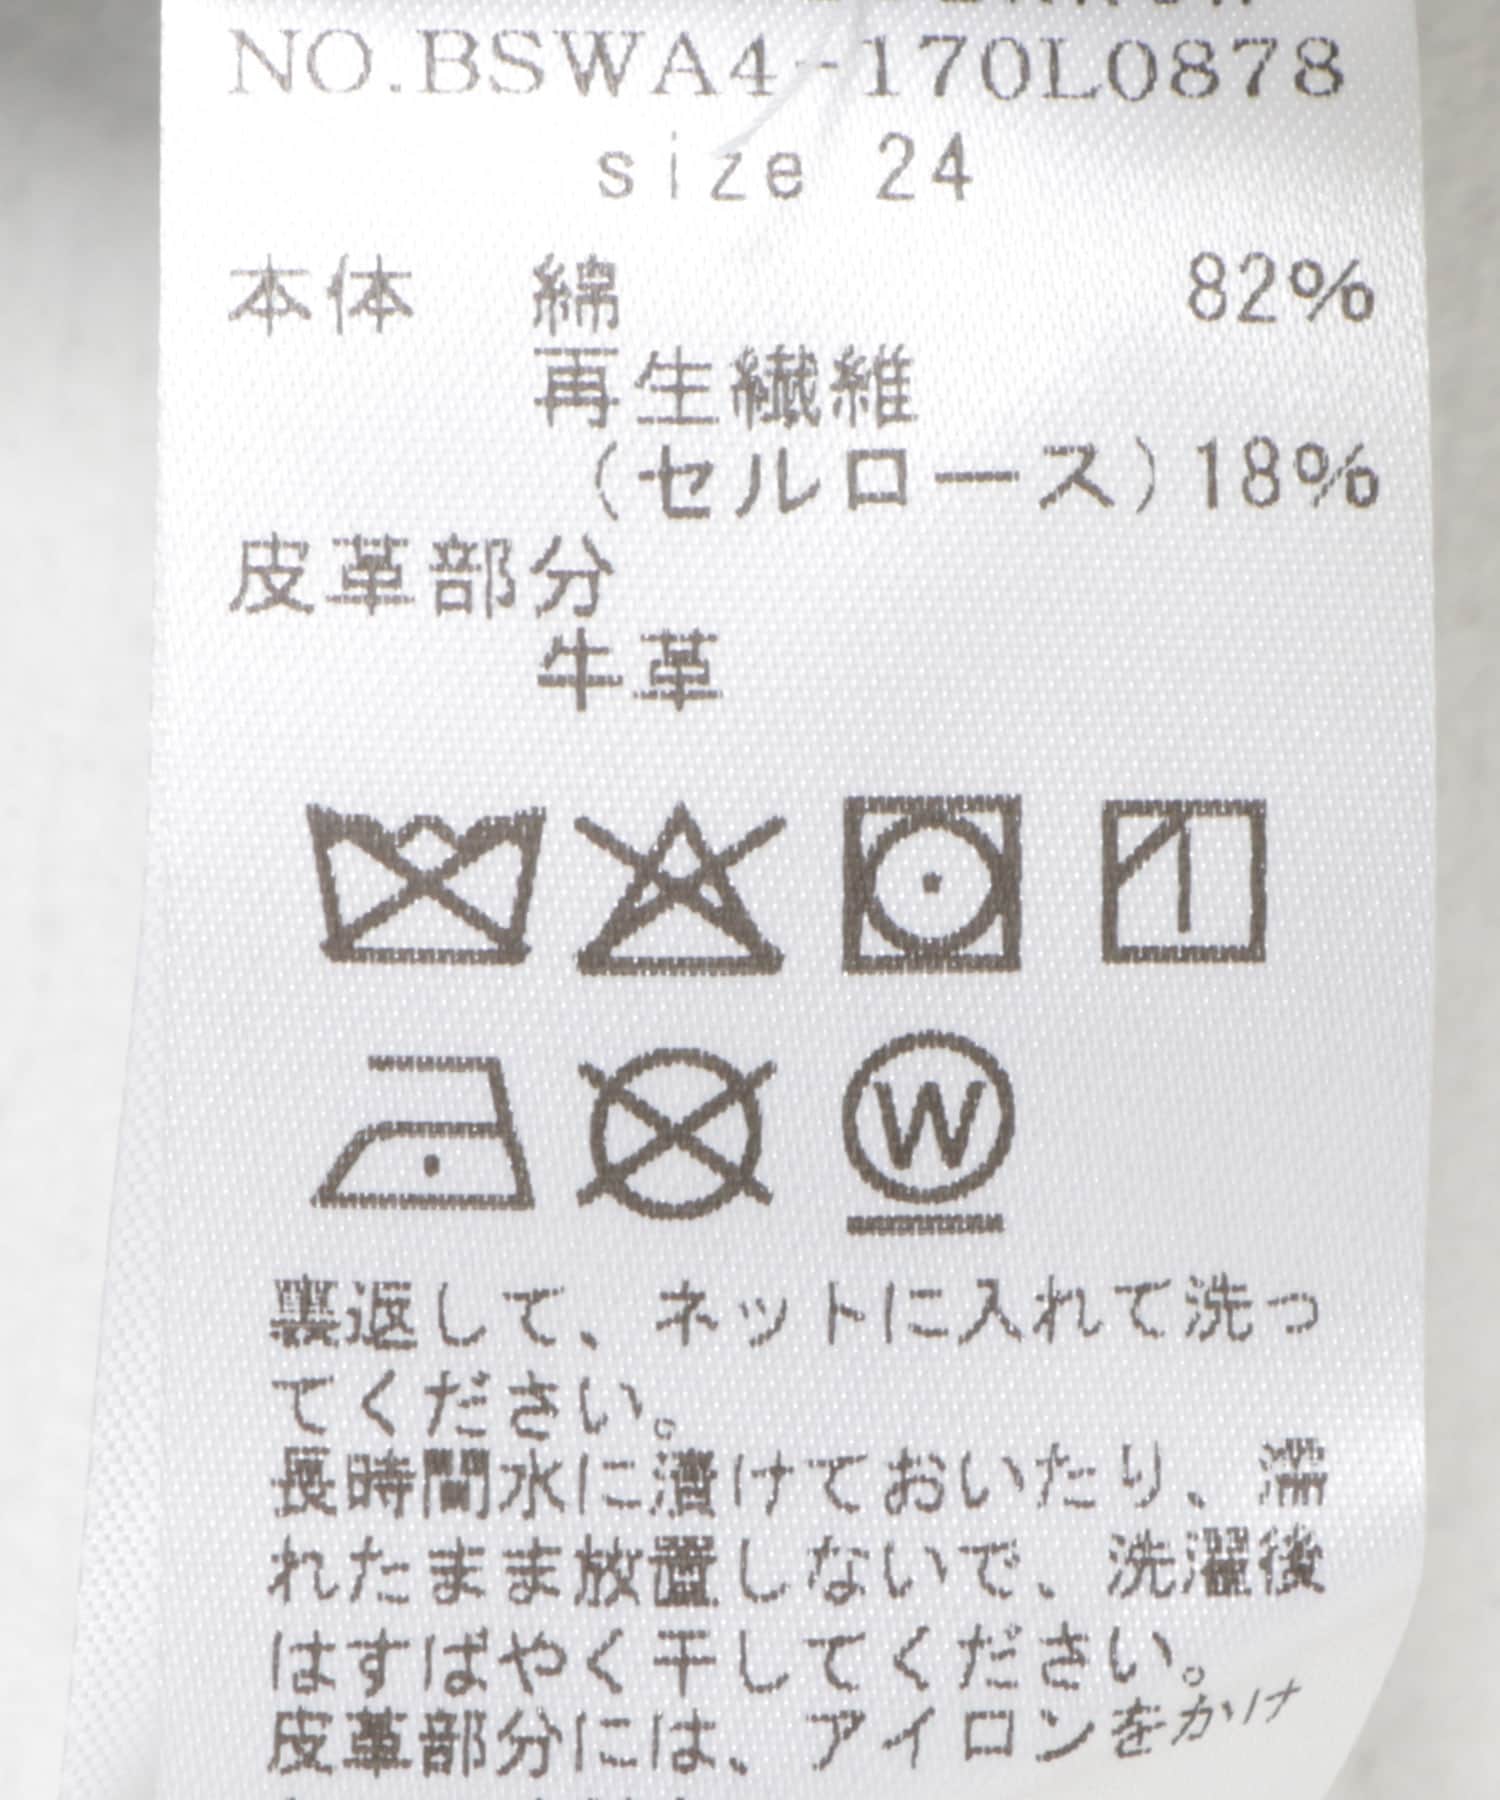 NO.BSWA4-170L0878
size 24
本体 綿 82%
再生繊維
(セルロース)18%
皮革部分
牛革
W
裏返して、ネットに入れて洗っ
てください。
長時間水に漬けておいたり、濡
れたまま放置しないで、洗濯後
はすばやく干してください。
皮革部分には、アイロンをかけ